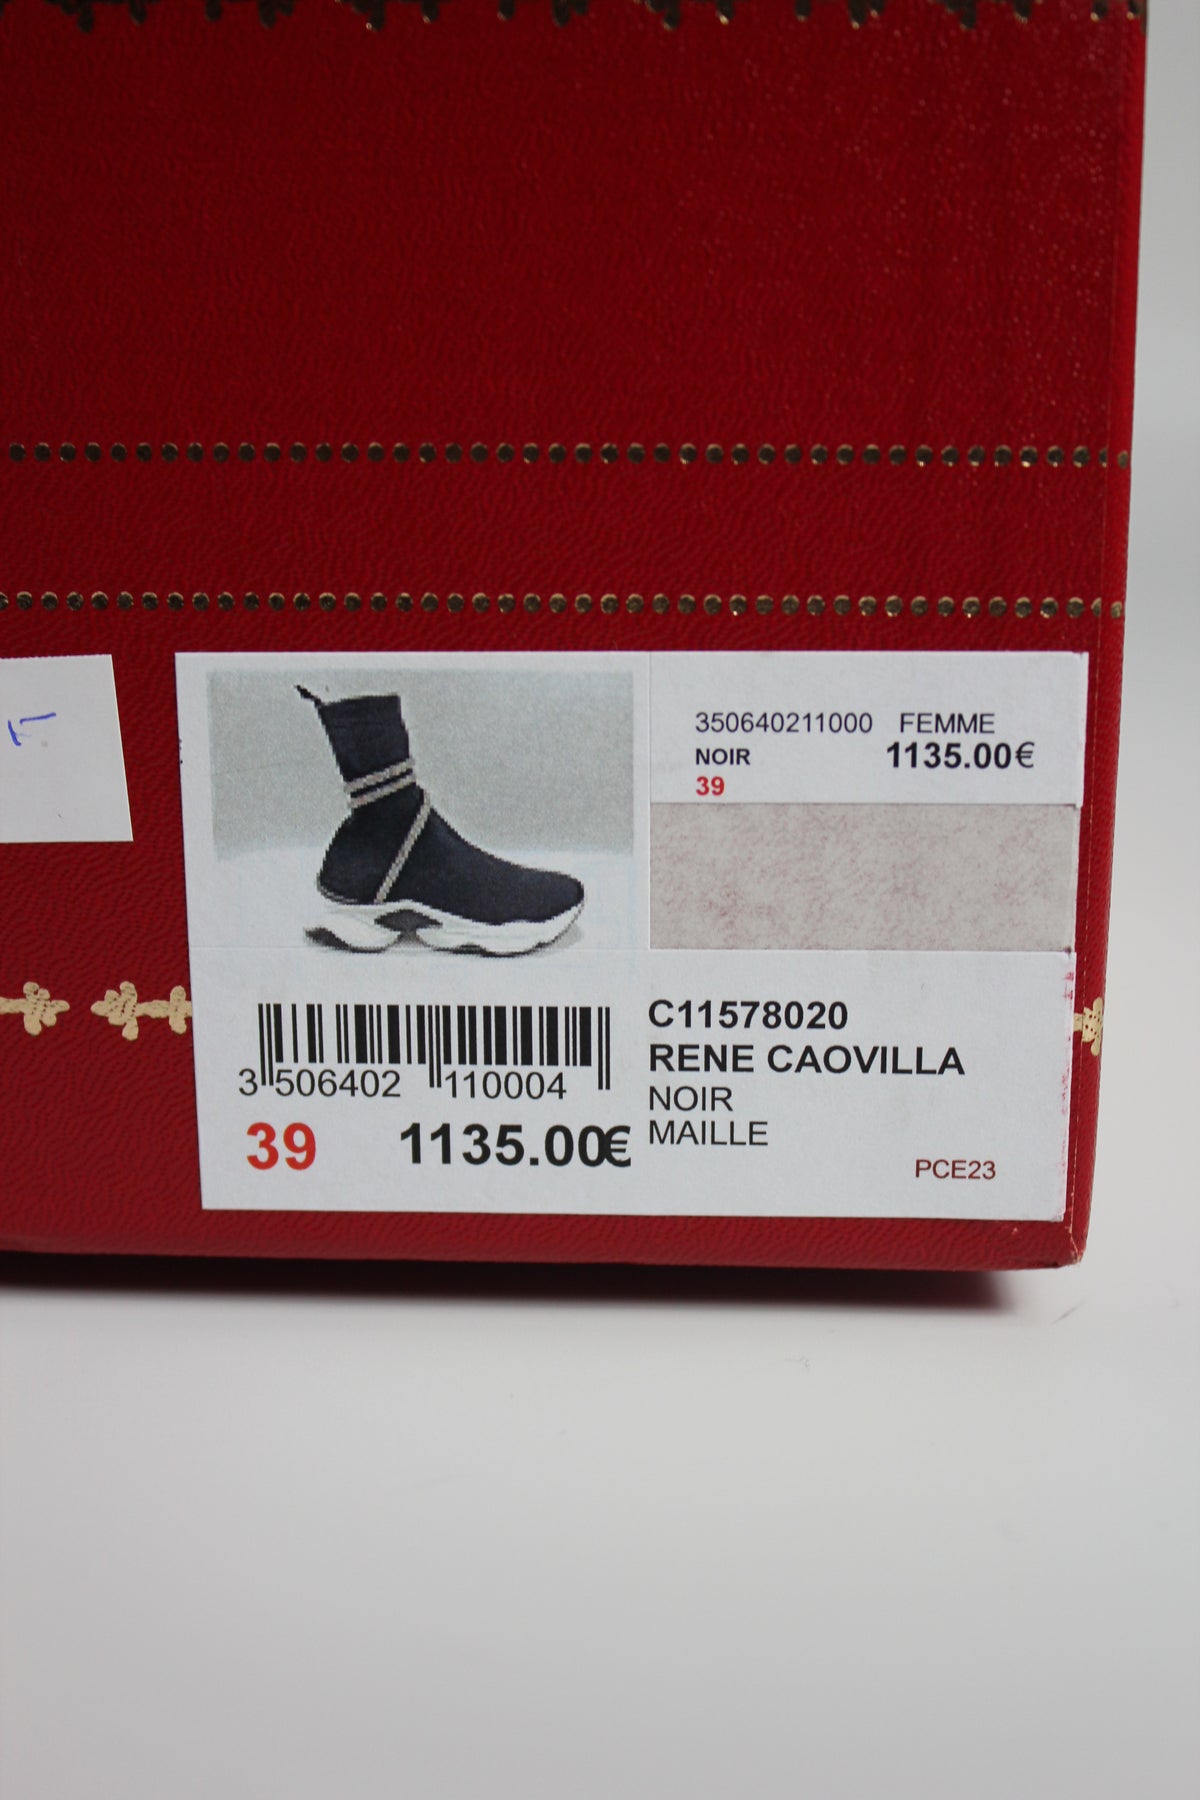 350640211000 FEMME
NOIR 1135.00€
39
3 506402 110004
39 1135.00€
C11578020
RENE CAOVILLA
NOIR
MAILLE
PCE23